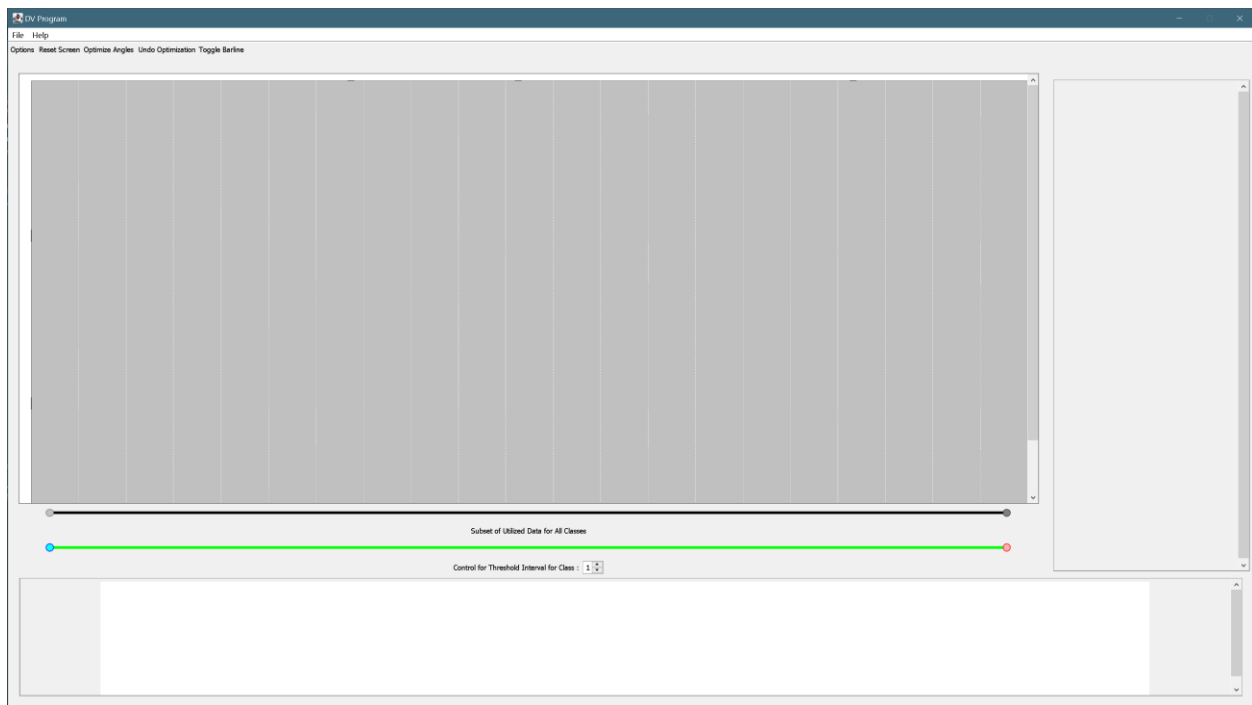 DV Program
File Help
Options Reset Screen Optimize Angles Undo Optimization Toggle Barline
Subset of Utilized Data for All Classes
Control for Threshold Interval for Class : 1